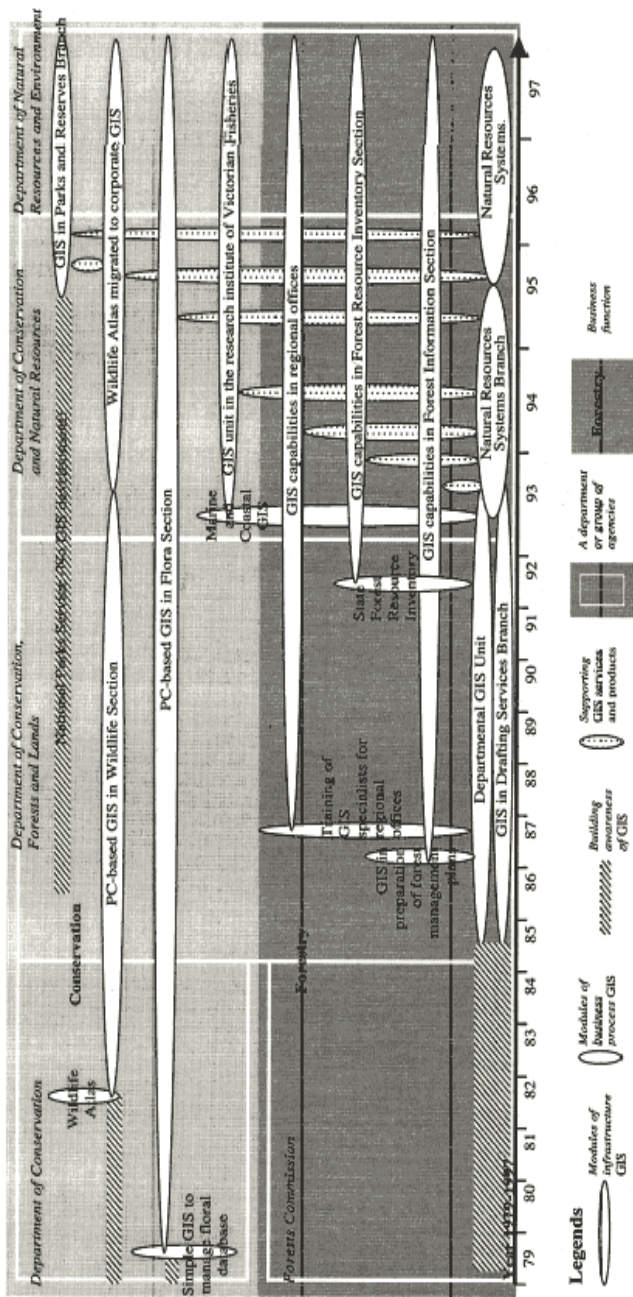 Department of Conservation
Department of Conservation,
Forests and Lands
Department of Conservation
and Natural Resources
Department of Natural
Resources and Environment
Conservation
Wildlife
Atlas
GIS in Parks and Reserves Branch
PC-based GIS in Wildlife Section
Wildlife Atlas migrated to corporate GIS
PC-based GIS in Flora Section
Simple GIS to
manage floral
database
GIS unit in the research institute of Victorian Fisheries
Marine
and
Coastal
GIS
Forests Commission
Forestry
GIS capabilities in regional offices
Training of
GIS
specialists for
regional
offices
GIS capabilities in Forest Resource Inventory Section
State
Forest
Resource
Inventory
GIS capabilities in Forest Information Section
GIS in
preparation
of forest
management
plans
Departmental GIS Unit
GIS in Drafting Services Branch
Natural Resources
Systems Branch
Natural Resources
Systems.
Year 1979-1997
79 80 81 82 83 84 85 86 87 88 89 90 91 92 93 94 95 96 97
Legends
Modules of
infrastructure
GIS
Modules of
business
process GIS
Building
awareness
of GIS
Supporting
GIS services
and products
A department
or group of
agencies
Forestry
Business
function